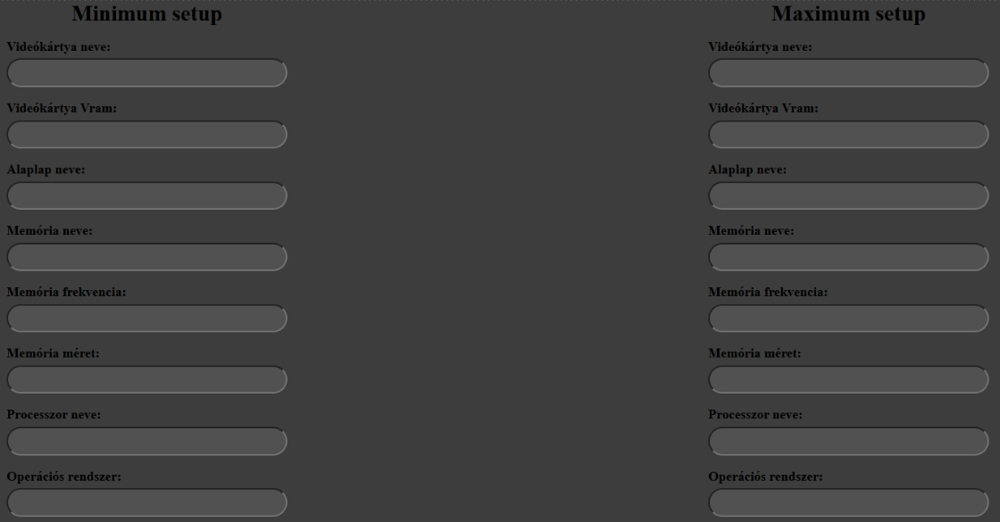 Minimum setup
Videókártya neve:
Videókártya Vram:
Alaplap neve:
Memória neve:
Memória frekvencia:
Memória méret:
Processzor neve:
Operációs rendszer:
Maximum setup
Videókártya neve:
Videókártya Vram:
Alaplap neve:
Memória neve:
Memória frekvencia:
Memória méret:
Processzor neve:
Operációs rendszer: